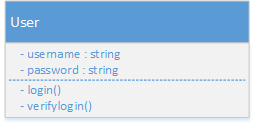 User
- username : string
- password : string
- login()
- verifylogin()